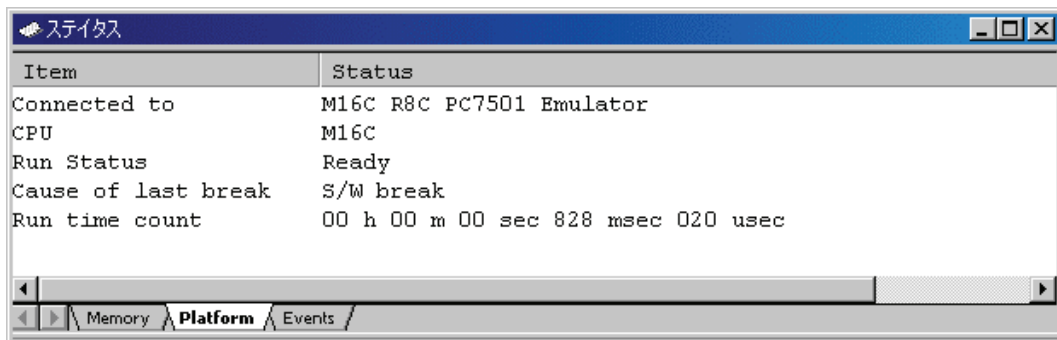 ステイタス
Item Status
Connected to M16C R8C PC7501 Emulator
CPU M16C
Run Status Ready
Cause of last break S/W break
Run time count 00 h 00 m 00 sec 828 msec 020 usec
Memory Platform Events